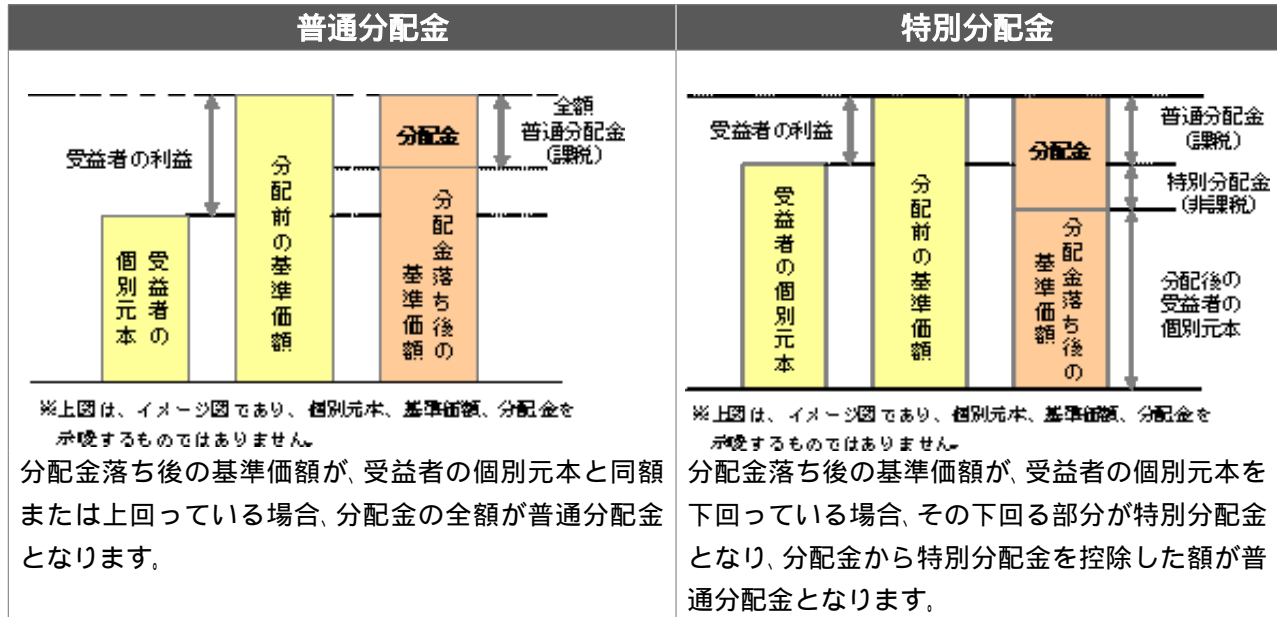 普通分配金
特別分配金
受益者の利益
受益者の
個別元本
分配前の基準価額
分配金
分配金落ち後の
基準価額
全額
普通分配金
(課税)
※上図は、イメージ図であり、個別元本、基準価額、分配金を
示唆するものではありません。
分配金落ち後の基準価額が、受益者の個別元本と同額
または上回っている場合、分配金の全額が普通分配金
となります。
受益者の利益
受益者の個別元本
分配前の基準価額
分配金
分配金落ち後の
基準価額
普通分配金
(課税)
特別分配金
(非課税)
分配後の
受益者の
個別元本
※上図は、イメージ図であり、個別元本、基準価額、分配金を
示唆するものではありません。
分配金落ち後の基準価額が、受益者の個別元本を
下回っている場合、その下回る部分が特別分配金
となり、分配金から特別分配金を控除した額が普
通分配金となります。